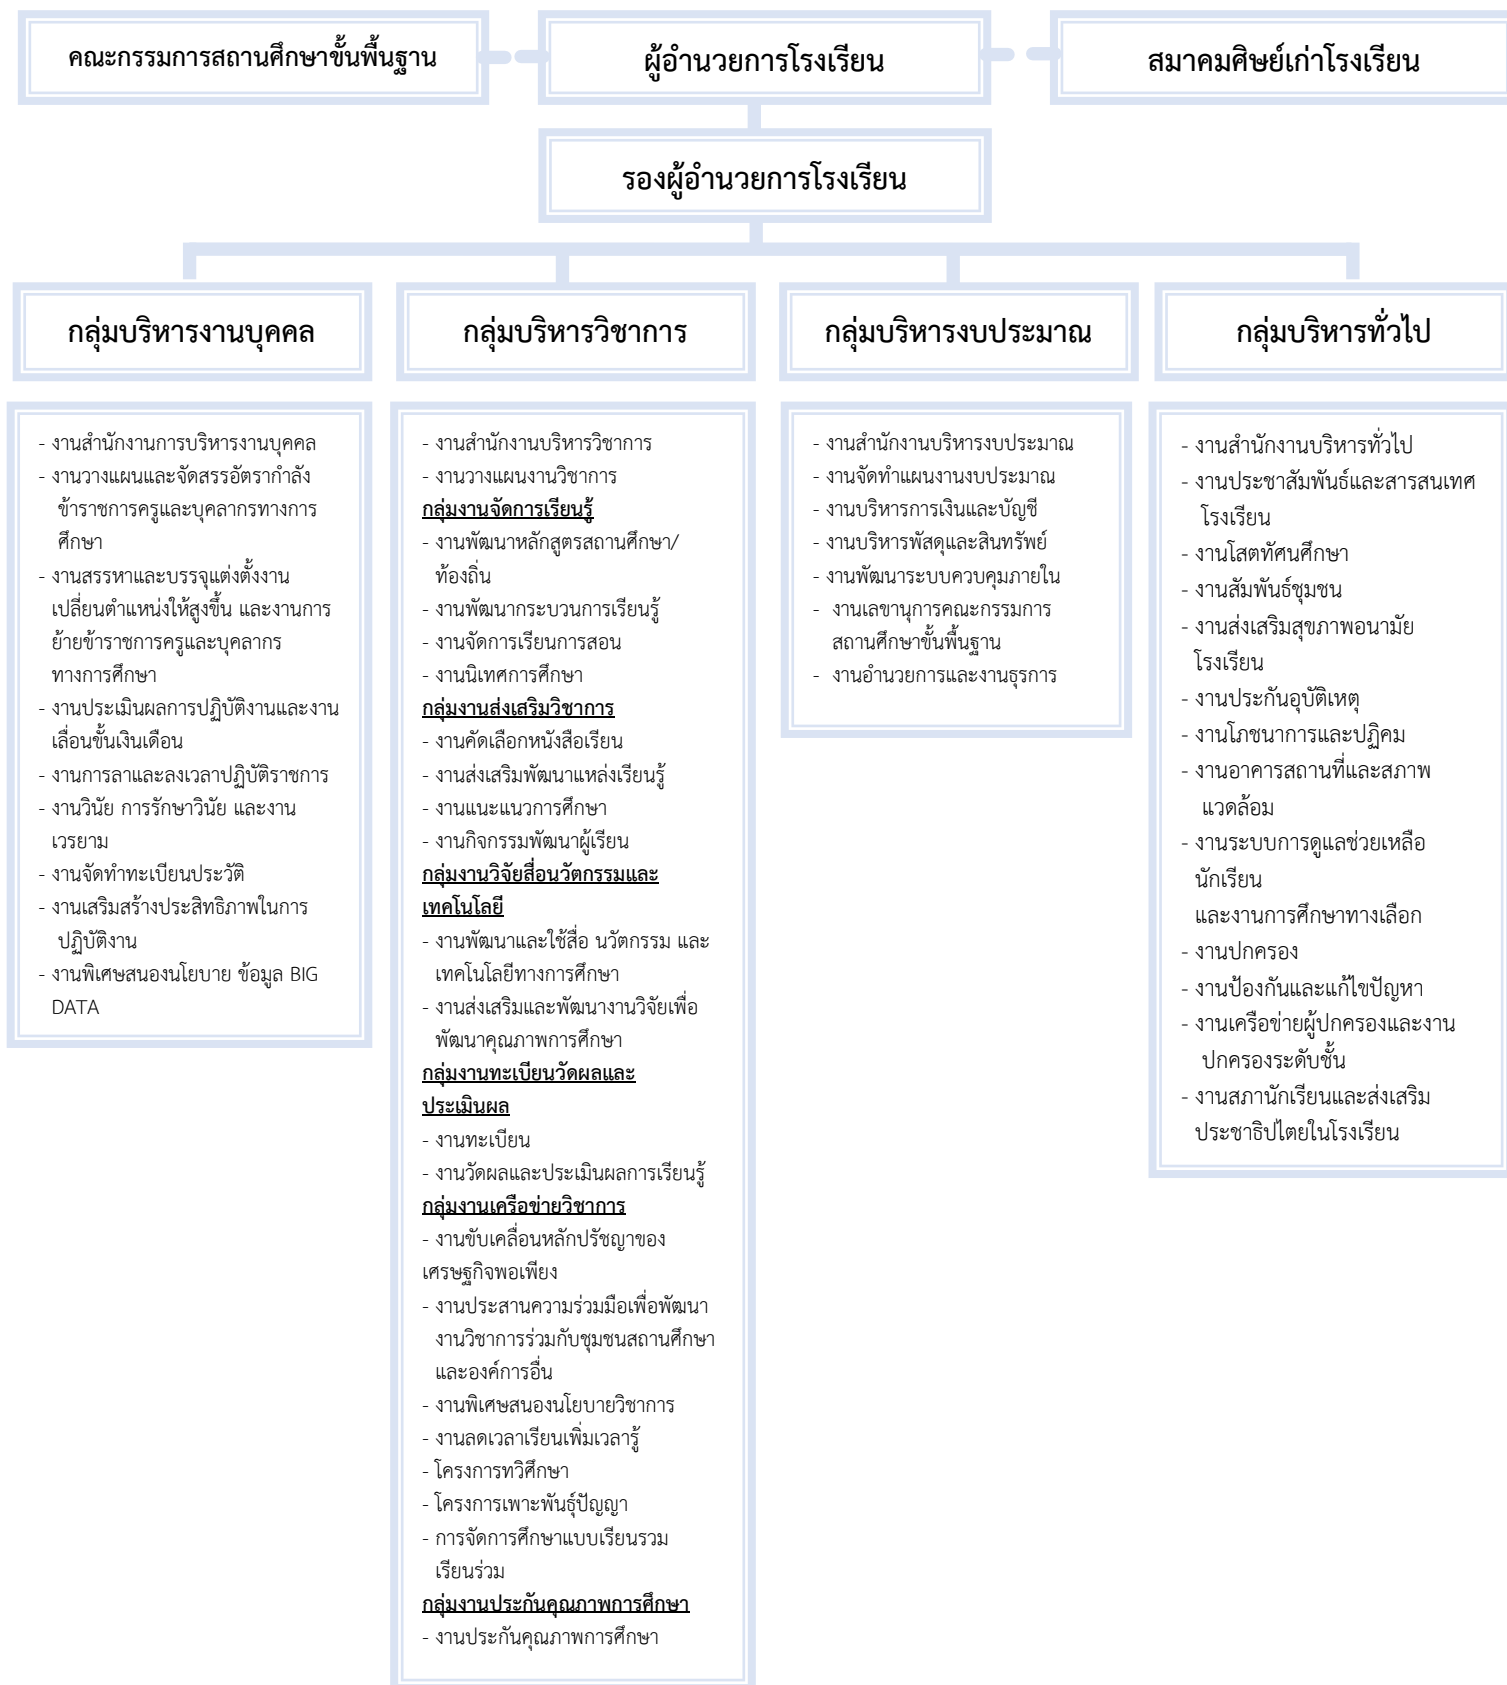 คณะกรรมการสถานศึกษาขั้นพื้นฐาน
ผู้อำนวยการโรงเรียน
สมาคมศิษย์เก่าโรงเรียน
รองผู้อำนวยการโรงเรียน
กลุ่มบริหารงานบุคคล
กลุ่มบริหารวิชาการ
กลุ่มบริหารงบประมาณ
กลุ่มบริหารทั่วไป
- งานสำนักงานการบริหารงานบุคคล
- งานวางแผนและจัดสรรอัตรากำลัง
ข้าราชการครูและบุคลากรทางการ
ศึกษา
- งานสรรหาและบรรจุแต่งตั้งงาน
เปลี่ยนตำแหน่งให้สูงขึ้น และงานการ
ย้ายข้าราชการครูและบุคลากร
ทางการศึกษา
- งานประเมินผลการปฏิบัติงานและงาน
เลื่อนขั้นเงินเดือน
- งานการลาและลงเวลาปฏิบัติราชการ
- งานวินัย การรักษาวินัย และงาน
เวรยาม
- งานจัดทำทะเบียนประวัติ
- งานเสริมสร้างประสิทธิภาพในการ
ปฏิบัติงาน
- งานพิเศษสนองนโยบาย ข้อมูล BIG
DATA
- งานสำนักงานบริหารวิชาการ
- งานวางแผนงานวิชาการ
กลุ่มงานจัดการเรียนรู้
- งานพัฒนาหลักสูตรสถานศึกษา/
ท้องถิ่น
- งานพัฒนากระบวนการเรียนรู้
- งานจัดการเรียนการสอน
- งานนิเทศการศึกษา
กลุ่มงานส่งเสริมวิชาการ
- งานคัดเลือกหนังสือเรียน
- งานส่งเสริมพัฒนาแหล่งเรียนรู้
- งานแนะแนวการศึกษา
- งานกิจกรรมพัฒนาผู้เรียน
กลุ่มงานวิจัยสื่อนวัตกรรมและ
เทคโนโลยี
- งานพัฒนาและใช้สื่อ นวัตกรรม และ
เทคโนโลยีทางการศึกษา
- งานส่งเสริมและพัฒนางานวิจัยเพื่อ
พัฒนาคุณภาพการศึกษา
กลุ่มงานทะเบียนวัดผลและ
ประเมินผล
- งานทะเบียน
- งานวัดผลและประเมินผลการเรียนรู้
กลุ่มงานเครือข่ายวิชาการ
- งานขับเคลื่อนหลักปรัชญาของ
เศรษฐกิจพอเพียง
- งานประสานความร่วมมือเพื่อพัฒนา
งานวิชาการร่วมกับชุมชนสถานศึกษา
และองค์การอื่น
- งานพิเศษสนองนโยบายวิชาการ
- งานลดเวลาเรียนเพิ่มเวลารู้
- โครงการทวิศึกษา
- โครงการเพาะพันธุ์ปัญญา
- การจัดการศึกษาแบบเรียนรวม
เรียนร่วม
กลุ่มงานประกันคุณภาพการศึกษา
- งานประกันคุณภาพการศึกษา
- งานสำนักงานบริหารงบประมาณ
- งานจัดทำแผนงานงบประมาณ
- งานบริหารการเงินและบัญชี
- งานบริหารพัสดุและสินทรัพย์
- งานพัฒนาระบบควบคุมภายใน
- งานเลขานุการคณะกรรมการ
สถานศึกษาขั้นพื้นฐาน
- งานอำนวยการและงานธุรการ
- งานสำนักงานบริหารทั่วไป
- งานประชาสัมพันธ์และสารสนเทศ
โรงเรียน
- งานโสตทัศนศึกษา
- งานสัมพันธ์ชุมชน
- งานส่งเสริมสุขภาพอนามัย
โรงเรียน
- งานประกันอุบัติเหตุ
- งานโภชนาการและปฏิคม
- งานอาคารสถานที่และสภาพ
แวดล้อม
- งานระบบการดูแลช่วยเหลือ
นักเรียน
และงานการศึกษาทางเลือก
- งานปกครอง
- งานป้องกันและแก้ไขปัญหา
- งานเครือข่ายผู้ปกครองและงาน
ปกครองระดับชั้น
- งานสภานักเรียนและส่งเสริม
ประชาธิปไตยในโรงเรียน